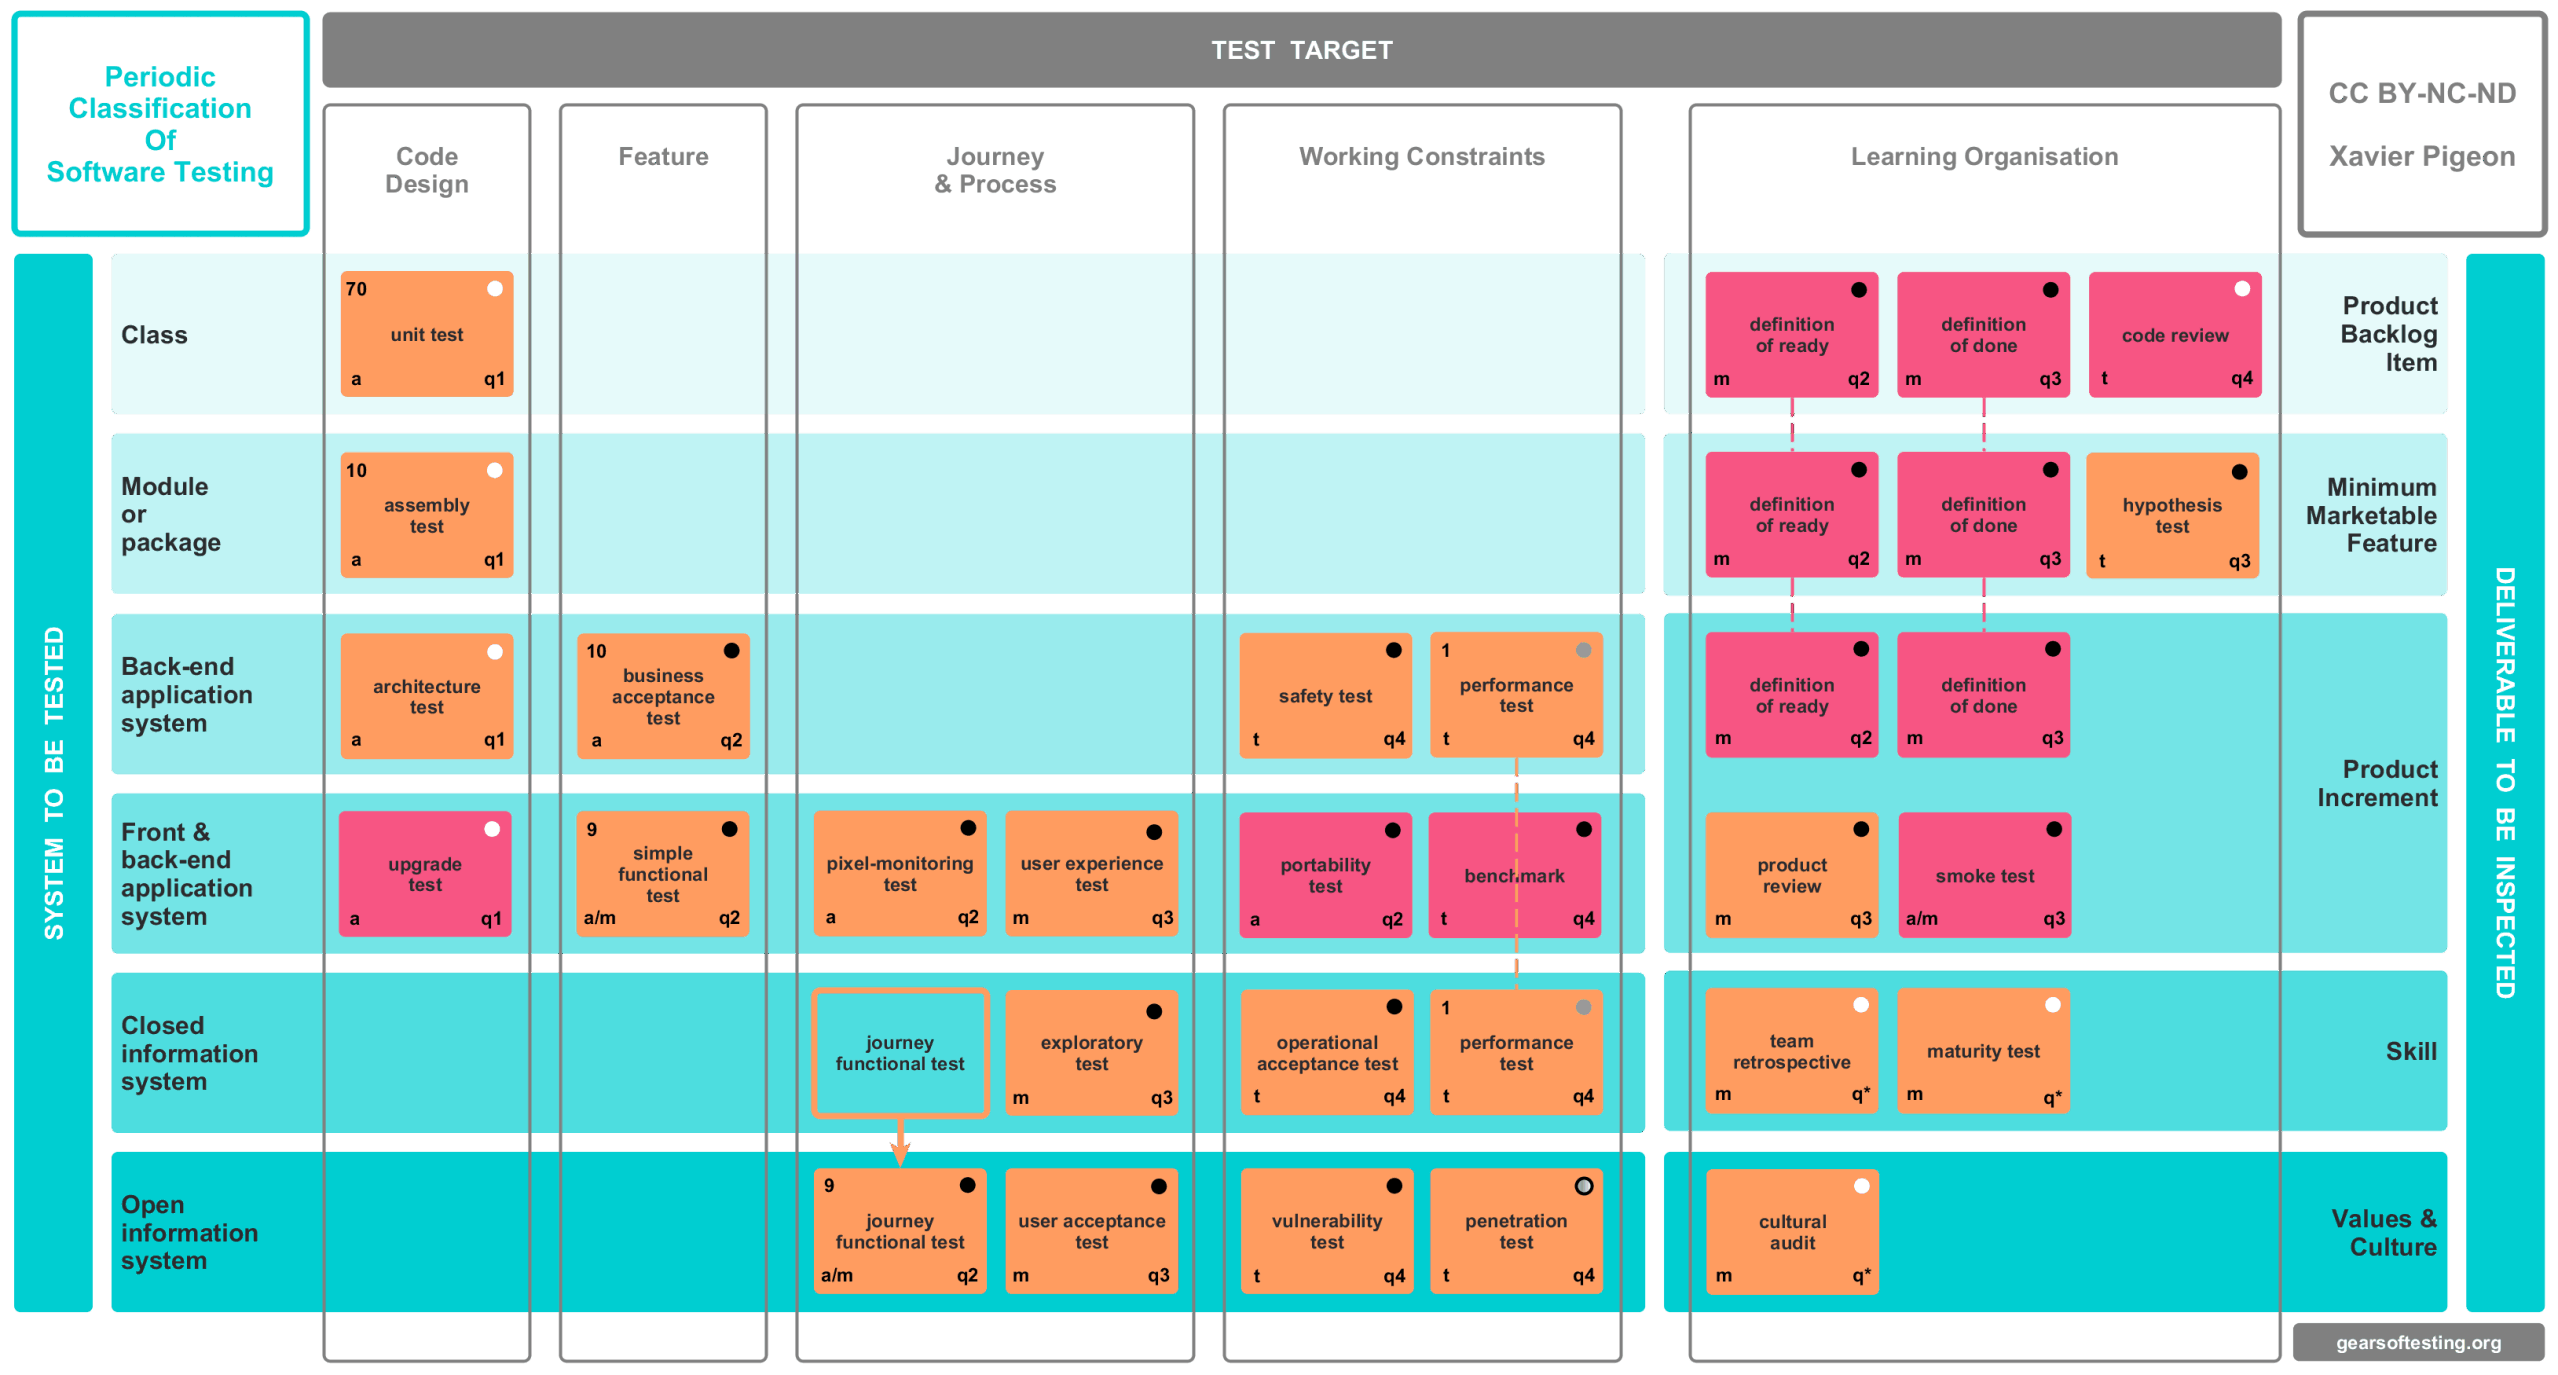 Periodic
Classification
Of
Software Testing
TEST TARGET
CC BY-NC-ND
Xavier Pigeon
Code
Design
Feature
Journey
& Process
Working Constraints
Learning Organisation
SYSTEM TO BE TESTED
DELIVERABLE TO BE INSPECTED
Class
70
unit test
a q1
definition
of ready
m q2
definition
of done
m q3
code review
t q4
Product
Backlog
Item
Module
or
package
10
assembly
test
a q1
definition
of ready
m q2
definition
of done
m q3
hypothesis
test
t q3
Minimum
Marketable
Feature
Back-end
application
system
architecture
test
a q1
10
business
acceptance
test
a q2
safety test
t q4
1
performance
test
t q4
definition
of ready
m q2
definition
of done
m q3
Product
Increment
Front &
back-end
application
system
upgrade
test
a q1
9
simple
functional
test
a/m q2
pixel-monitoring
test
a q2
user experience
test
m q3
portability
test
a q2
benchmark
t q4
product
review
m q3
smoke test
a/m q3
Closed
information
system
journey
functional test
exploratory
test
m q3
operational
acceptance test
t q4
1
performance
test
t q4
team
retrospective
m q*
maturity test
m q*
Skill
Open
information
system
9
journey
functional test
a/m q2
user acceptance
test
m q3
vulnerability
test
t q4
penetration
test
t q4
cultural
audit
m q*
Values &
Culture
gearsoftesting.org